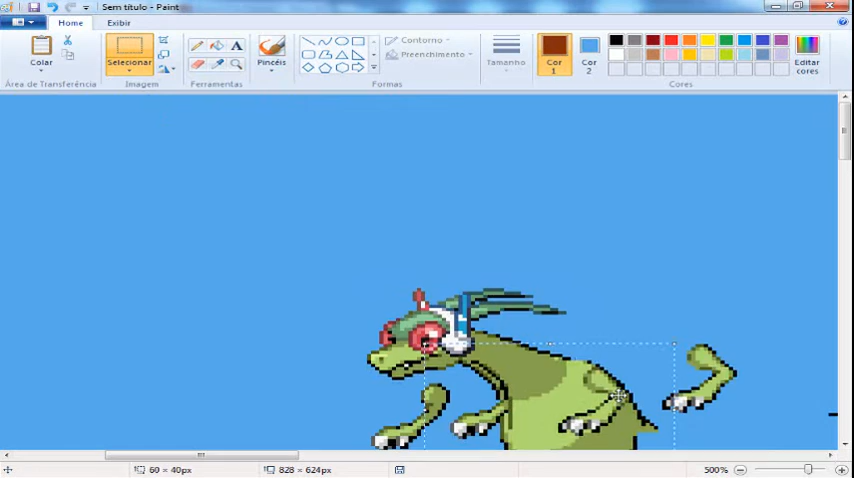 Sem título - Paint
Home
Exibir
Colar
Selecionar
A
Pincéis
Contorno
Preenchimento
Tamanho
Cor 1
Cor 2
Editar cores
Área de Transferência
Imagem
Ferramentas
Formas
Cores
60 × 40px
828 × 624px
500%